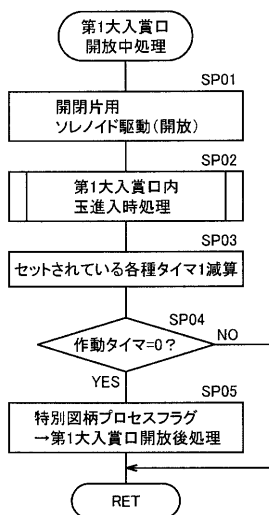 第1大入賞口
開放中処理
SP01
開閉片用
ソレノイド駆動(開放)
SP02
第1大入賞口内
玉進入時処理
SP03
セットされている各種タイマ1減算
SP04
作動タイマ=0?
NO
YES
SP05
特別図柄プロセスフラグ
→第1大入賞口開放後処理
RET